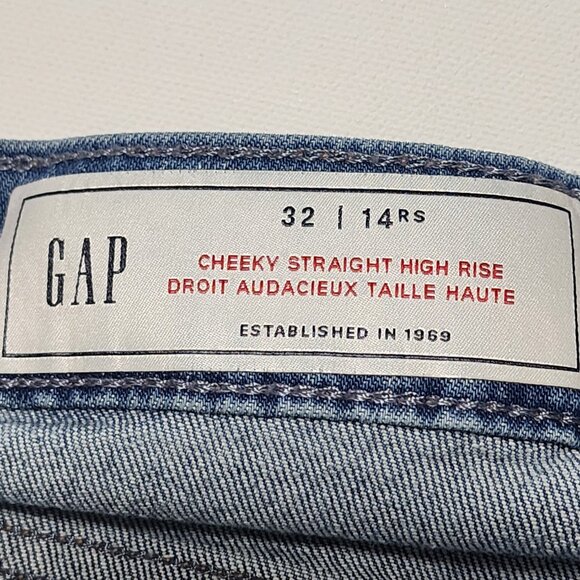 GAP
32 | 14RS
CHEEKY STRAIGHT HIGH RISE
DROIT AUDACIEUX TAILLE HAUTE
ESTABLISHED IN 1969